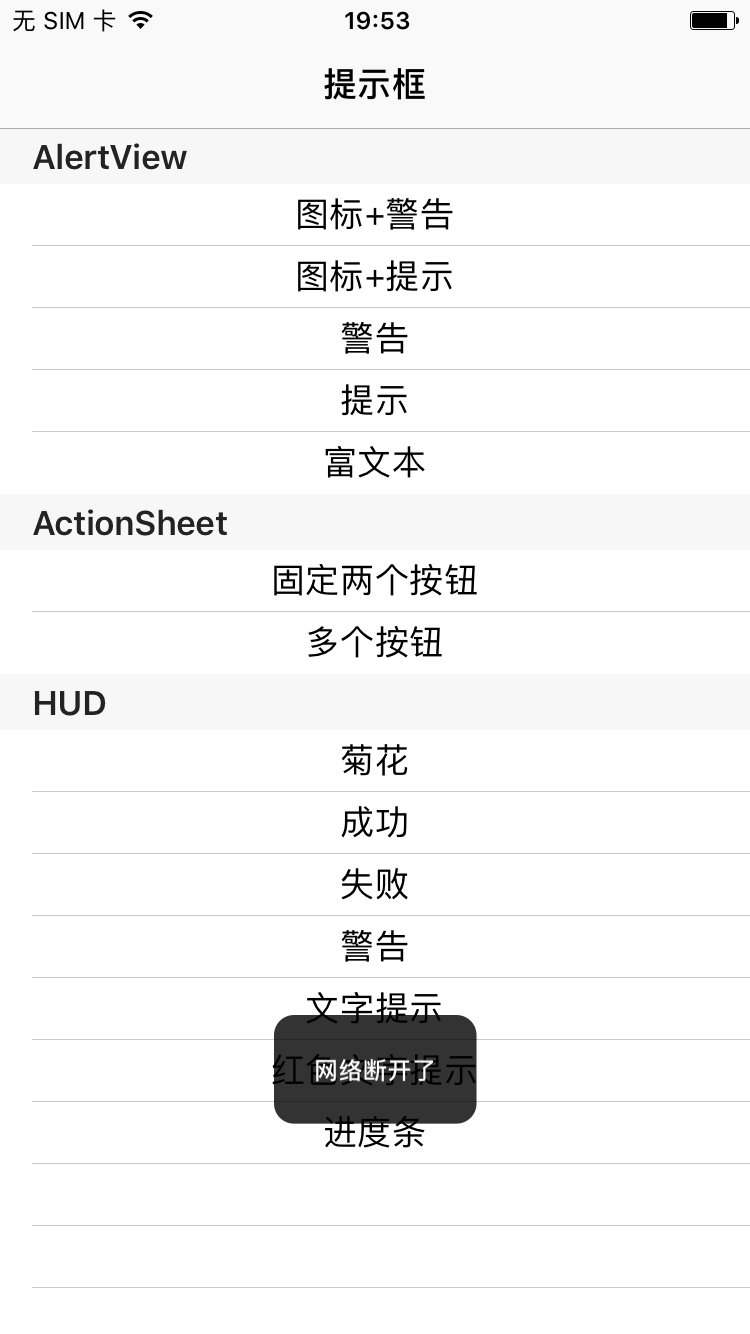 无 SIM 卡 19:53
提示框
AlertView
图标+警告
图标+提示
警告
提示
富文本
ActionSheet
固定两个按钮
多个按钮
HUD
菊花
成功
失败
警告
文字提示
红色文字提示
网络断开了
进度条